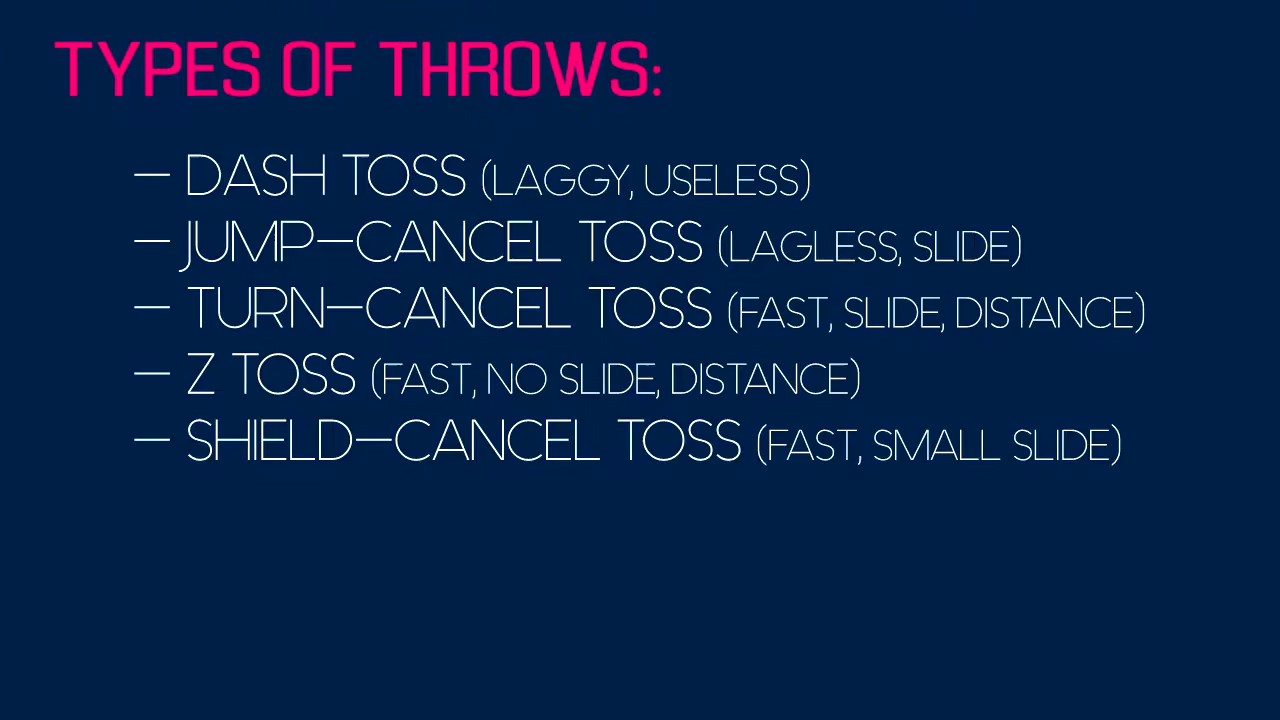 TYPES OF THROWS:
— DASH TOSS (LAGGY, USELESS)
— JUMP—CANCEL TOSS (LAGLESS, SLIDE)
— TURN—CANCEL TOSS (FAST, SLIDE, DISTANCE)
— Z TOSS (FAST, NO SLIDE, DISTANCE)
— SHIELD—CANCEL TOSS (FAST, SMALL SLIDE)